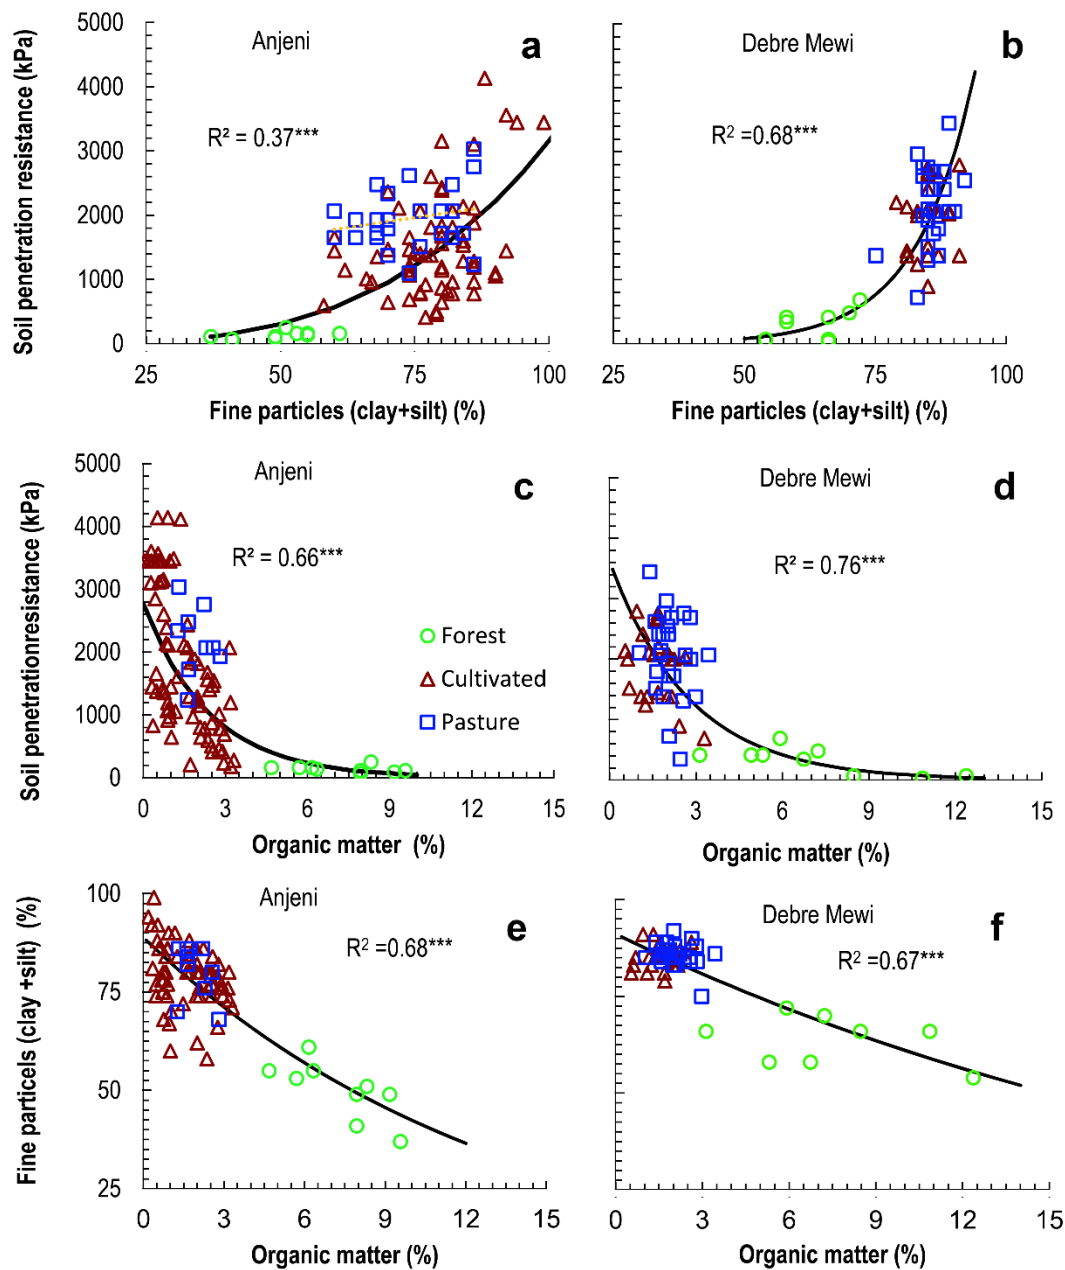 5000
4000
3000
2000
1000
0
Soil penetration resistance (kPa)
Anjeni
a
R² = 0.37***
25
50
75
100
Fine particles (clay+silt) (%)
Debre Mewi
b
R² =0.68***
25
50
75
100
Fine particles (clay+silt) (%)
5000
4000
3000
2000
1000
0
Soil penetrationresistance (kPa)
Anjeni
c
R² = 0.66***
Forest
Cultivated
Pasture
0
3
6
9
12
15
Organic matter (%)
Debre Mewi
d
R² = 0.76***
0
3
6
9
12
15
Organic matter (%)
100
75
50
25
Fine particels (clay +silt) (%)
Anjeni
e
R² =0.68***
0
3
6
9
12
15
Organic matter (%)
Debre Mewi
f
R² =0.67***
0
3
6
9
12
15
Organic matter (%)